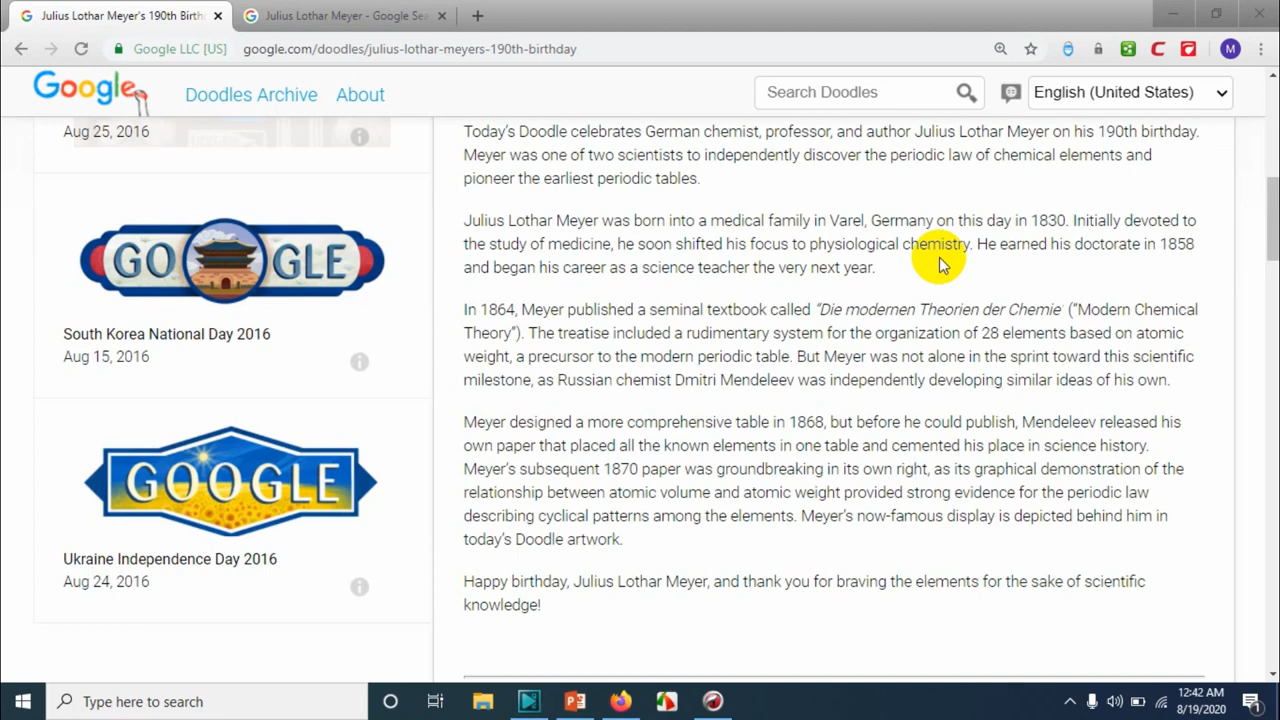 Julius Lothar Meyer's 190th Birth
Julius Lothar Meyer - Google Sea
Google LLC [US]
google.com/doodles/julius-lothar-meyers-190th-birthday
M
Google
Doodles Archive
About
Search Doodles
English (United States)
Aug 25, 2016
GOOGLE
South Korea National Day 2016
Aug 15, 2016
GOOGLE
Ukraine Independence Day 2016
Aug 24, 2016
Today's Doodle celebrates German chemist, professor, and author Julius Lothar Meyer on his 190th birthday.
Meyer was one of two scientists to independently discover the periodic law of chemical elements and
pioneer the earliest periodic tables.
Julius Lothar Meyer was born into a medical family in Varel, Germany on this day in 1830. Initially devoted to
the study of medicine, he soon shifted his focus to physiological chemistry. He earned his doctorate in 1858
and began his career as a science teacher the very next year.
In 1864, Meyer published a seminal textbook called “Die modernen Theorien der Chemie (“Modern Chemical
Theory”). The treatise included a rudimentary system for the organization of 28 elements based on atomic
weight, a precursor to the modern periodic table. But Meyer was not alone in the sprint toward this scientific
milestone, as Russian chemist Dmitri Mendeleev was independently developing similar ideas of his own.
Meyer designed a more comprehensive table in 1868, but before he could publish, Mendeleev released his
own paper that placed all the known elements in one table and cemented his place in science history.
Meyer's subsequent 1870 paper was groundbreaking in its own right, as its graphical demonstration of the
relationship between atomic volume and atomic weight provided strong evidence for the periodic law
describing cyclical patterns among the elements. Meyer's now-famous display is depicted behind him in
today's Doodle artwork.
Happy birthday, Julius Lothar Meyer, and thank you for braving the elements for the sake of scientific
knowledge!
Type here to search
12:42 AM
8/19/2020
1